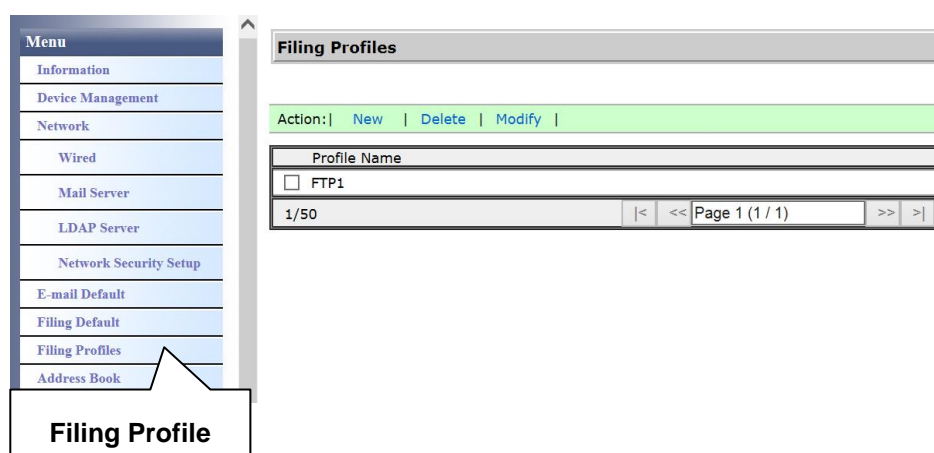 Menu
Information
Device Management
Network
Wired
Mail Server
LDAP Server
Network Security Setup
E-mail Default
Filing Default
Filing Profiles
Address Book
Filing Profile
Filing Profiles
Action:| New | Delete | Modify |
Profile Name
FTP1
1/50 |< << Page 1 (1 / 1) >> >|